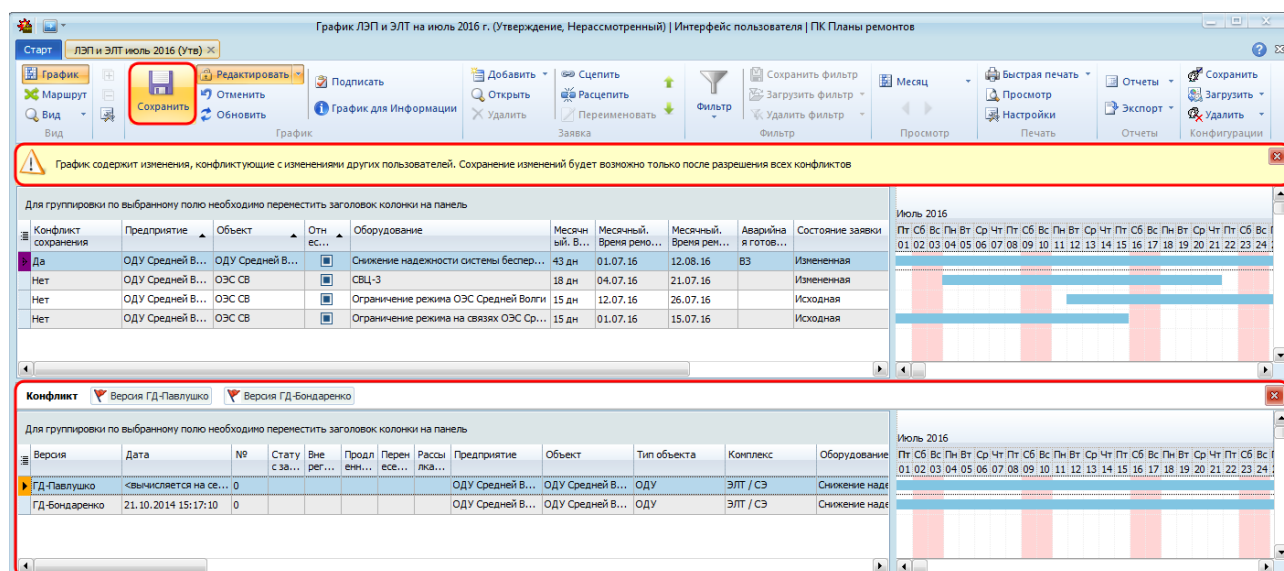 График ЛЭП и ЭЛТ на июль 2016 г. (Утверждение, Нерассмотренный) | Интерфейс пользователя | ПК Планы ремонтов
Старт ЛЭП и ЭЛТ июль 2016 (Утв)
График Редактировать Подписать Добавить Сцепить Сохранить фильтр Месяц Быстрая печать Отчеты Сохранить
Маршрут Сохранить Отменить Открыть Расцепить Фильтр Загрузить фильтр Просмотр Загрузить
Вид Обновить График для Информации Удалить Переименовать Удалить фильтр Настройки Экспорт Удалить
Вид График Заявка Фильтр Просмотр Печать Отчеты Конфигурации
График содержит изменения, конфликтующие с изменениями других пользователей. Сохранение изменений будет возможно только после разрешения всех конфликтов
Для группировки по выбранному полю необходимо переместить заголовок колонки на панель
Июль 2016
Конфликт Предприятие Объект Отн Оборудование Месячн Месячный. Месячный. Аварийна Состояние заявки Пт Сб Вс Пн Вт Ср Чт Пт Сб Вс Пн Вт Ср Чт Пт Сб Вс Пн Вт Ср Чт Пт Сб Вс
сохранения ес... ый. В... Время ремо... Время рем... я готов... 01 02 03 04 05 06 07 08 09 10 11 12 13 14 15 16 17 18 19 20 21 22 23 24
Да ОДУ Средней В... ОДУ Средней В... Снижение надежности системы беспер... 43 дн 01.07.16 12.08.16 ВЗ Измененная
Нет ОДУ Средней В... ОЭС СВ СВЦ-3 18 дн 04.07.16 21.07.16 Измененная
Нет ОДУ Средней В... ОЭС СВ Ограничение режима ОЭС Средней Волги 15 дн 12.07.16 26.07.16 Исходная
Нет ОДУ Средней В... ОЭС СВ Ограничение режима на связях ОЭС Ср... 15 дн 01.07.16 15.07.16 Исходная
Конфликт Версия ГД-Павлушко Версия ГД-Бондаренко
Для группировки по выбранному полю необходимо переместить заголовок колонки на панель
Июль 2016
Версия Дата № Стату Вне Продл Перен Рассы Предприятие Объект Тип объекта Комплекс Оборудование Пт Сб Вс Пн Вт Ср Чт Пт Сб Вс Пн Вт Ср Чт Пт Сб Вс Пн Вт Ср Чт Пт Сб Вс
с за... рег... енн... есе... лка... 01 02 03 04 05 06 07 08 09 10 11 12 13 14 15 16 17 18 19 20 21 22 23 24
ГД-Павлушко <вычисляется на се... 0 ОДУ Средней В... ОДУ Средней В... ОДУ ЭЛТ / СЭ Снижение наде
ГД-Бондаренко 21.10.2014 15:17:10 0 ОДУ Средней В... ОДУ Средней В... ОДУ ЭЛТ / СЭ Снижение наде